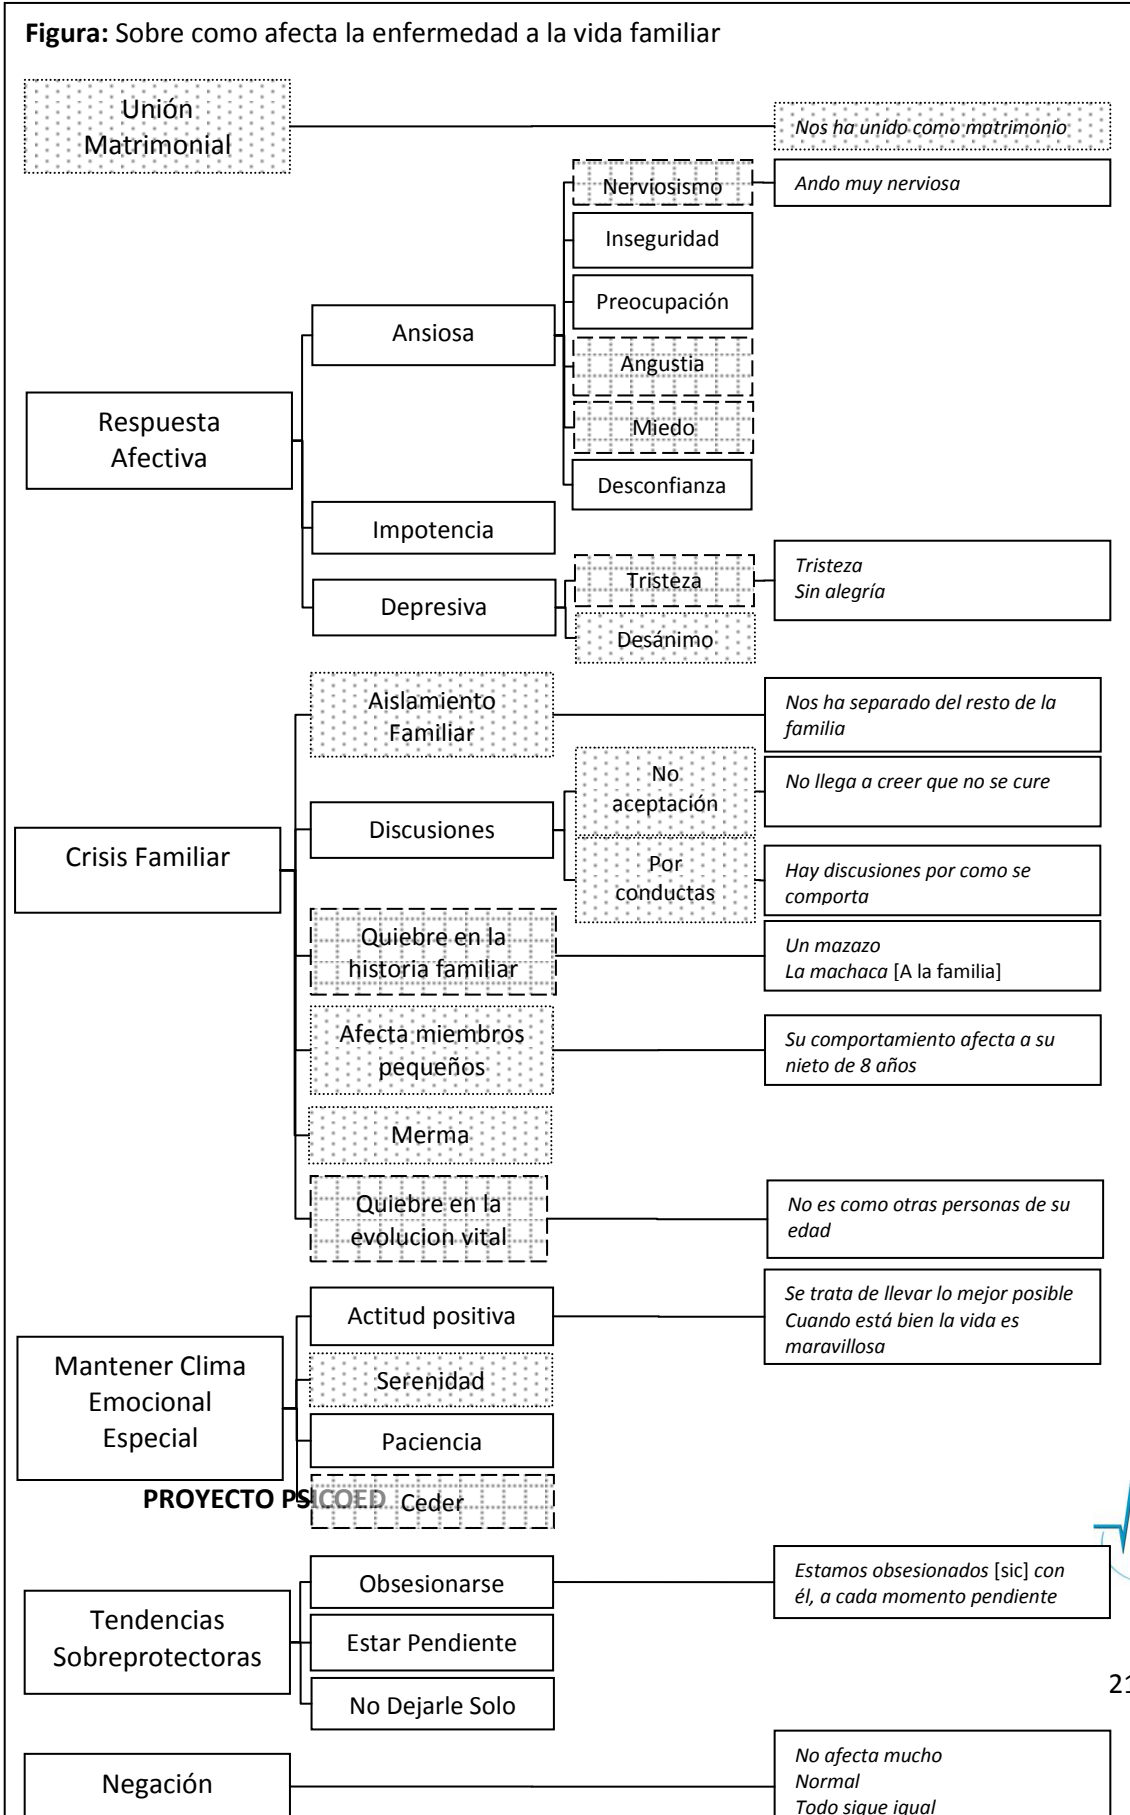 Figura: Sobre como afecta la enfermedad a la vida familiar
Unión
Matrimonial
Nos ha unido como matrimonio
Nerviosismo
Ando muy nerviosa
Inseguridad
Preocupación
Ansiosa
Angustia
Respuesta
Afectiva
Miedo
Desconfianza
Impotencia
Depresiva
Tristeza
Tristeza
Sin alegría
Desánimo
Aislamiento
Familiar
Nos ha separado del resto de la
familia
No
aceptación
No llega a creer que no se cure
Discusiones
Crisis Familiar
Por
conductas
Hay discusiones por como se
comporta
Quiebre en la
historia familiar
Un mazazo
La machaca [A la familia]
Afecta miembros
pequeños
Su comportamiento afecta a su
nieto de 8 años
Merma
Quiebre en la
evolucion vital
No es como otras personas de su
edad
Actitud positiva
Se trata de llevar lo mejor posible
Cuando está bien la vida es
maravillosa
Mantener Clima
Emocional
Especial
Serenidad
Paciencia
Ceder
PROYECTO PSICOED
Obsesionarse
Estamos obsesionados [sic] con
él, a cada momento pendiente
Tendencias
Sobreprotectoras
Estar Pendiente
No Dejarle Solo
21
Negación
No afecta mucho
Normal
Todo sigue igual